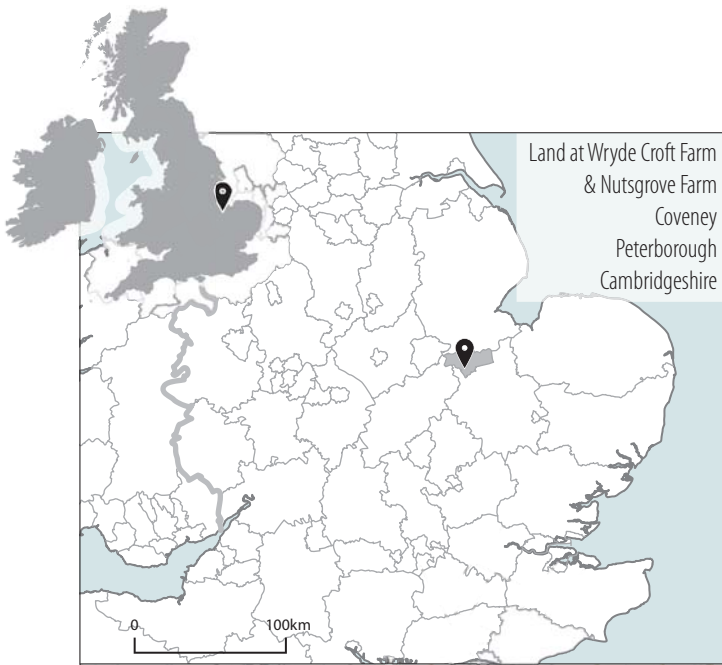 Land at Wryde Croft Farm
& Nutsgrove Farm
Coveney
Peterborough
Cambridgeshire
0 100km